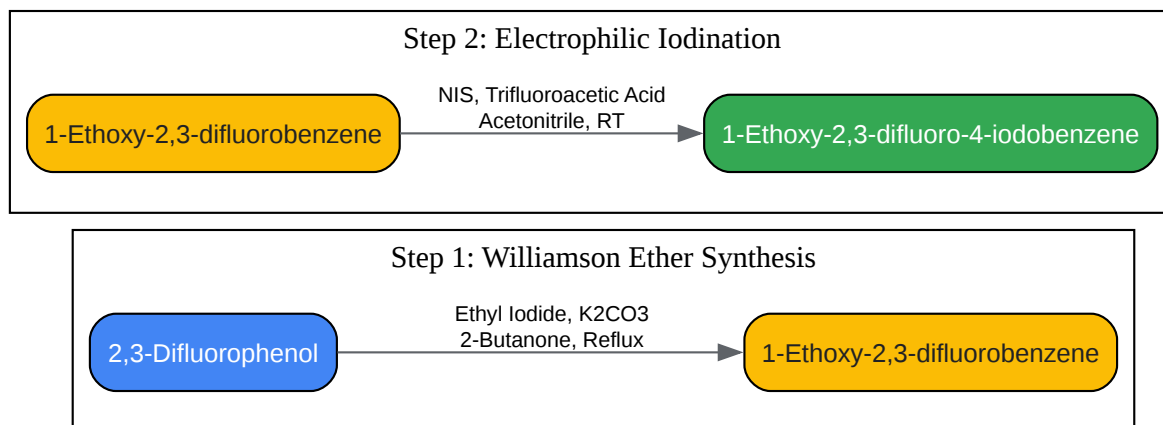 Step 2: Electrophilic Iodination
NIS, Trifluoroacetic Acid
Acetonitrile, RT
1-Ethoxy-2,3-difluorobenzene
1-Ethoxy-2,3-difluoro-4-iodobenzene
Step 1: Williamson Ether Synthesis
Ethyl Iodide, K2CO3
2-Butanone, Reflux
2,3-Difluorophenol
1-Ethoxy-2,3-difluorobenzene